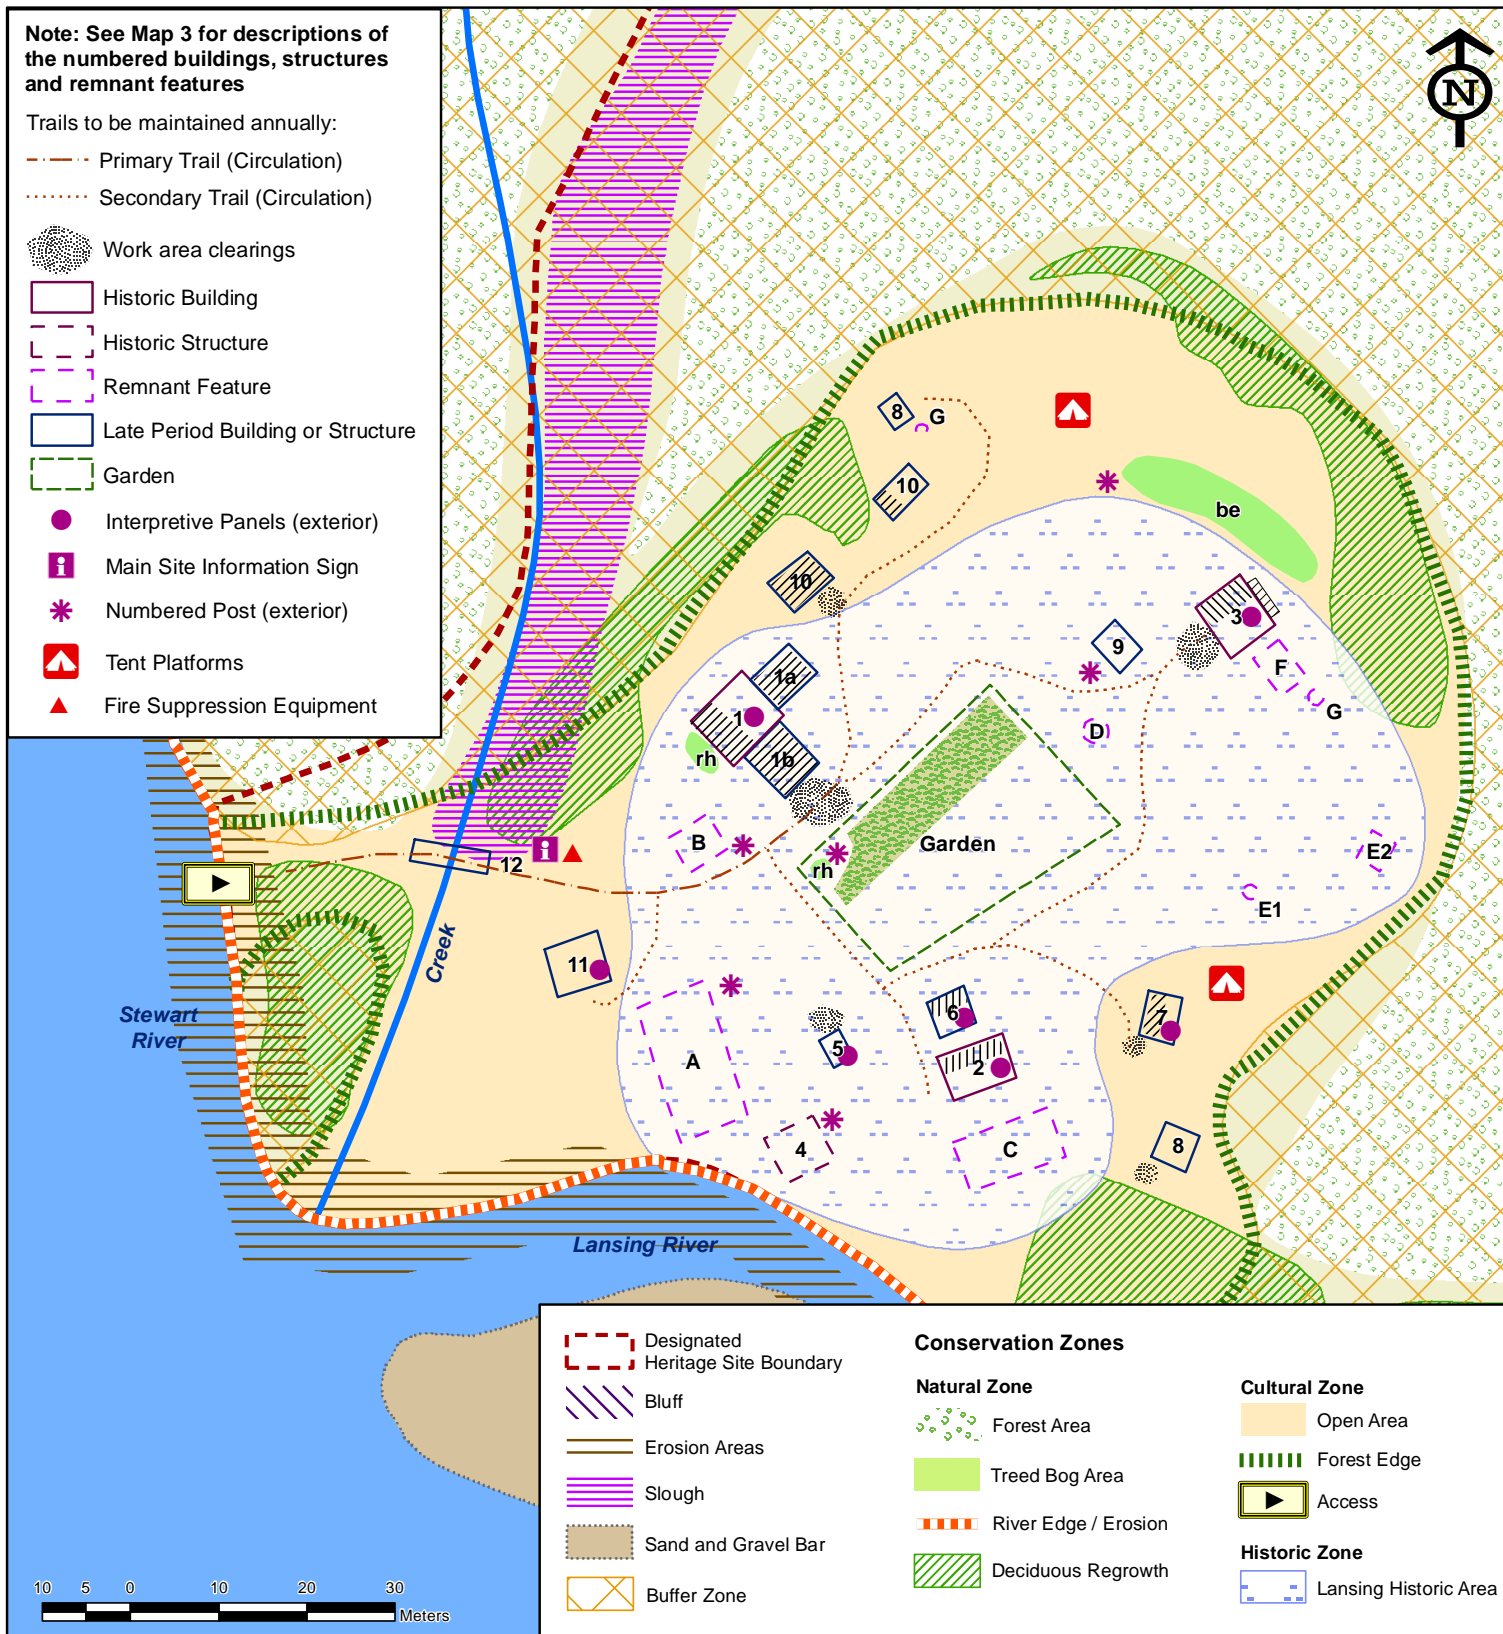 Note: See Map 3 for descriptions of
the numbered buildings, structures
and remnant features
Trails to be maintained annually:
Primary Trail (Circulation)
Secondary Trail (Circulation)
Work area clearings
Historic Building
Historic Structure
Remnant Feature
Late Period Building or Structure
Garden
Interpretive Panels (exterior)
i
Main Site Information Sign
Numbered Post (exterior)
Tent Platforms
Fire Suppression Equipment
N
8
G
10
be
10
3
9
1a
F
1
G
D
rh
1b
B
Garden
E2
i
12
rh
E1
Creek
11
Stewart
River
6
7
5
A
2
4
C
8
Lansing River
10 5 0 10 20 30
Meters
Designated
Heritage Site Boundary
Bluff
Erosion Areas
Slough
Sand and Gravel Bar
Buffer Zone
Conservation Zones
Natural Zone
Forest Area
Treed Bog Area
River Edge / Erosion
Deciduous Regrowth
Cultural Zone
Open Area
Forest Edge
Access
Historic Zone
Lansing Historic Area